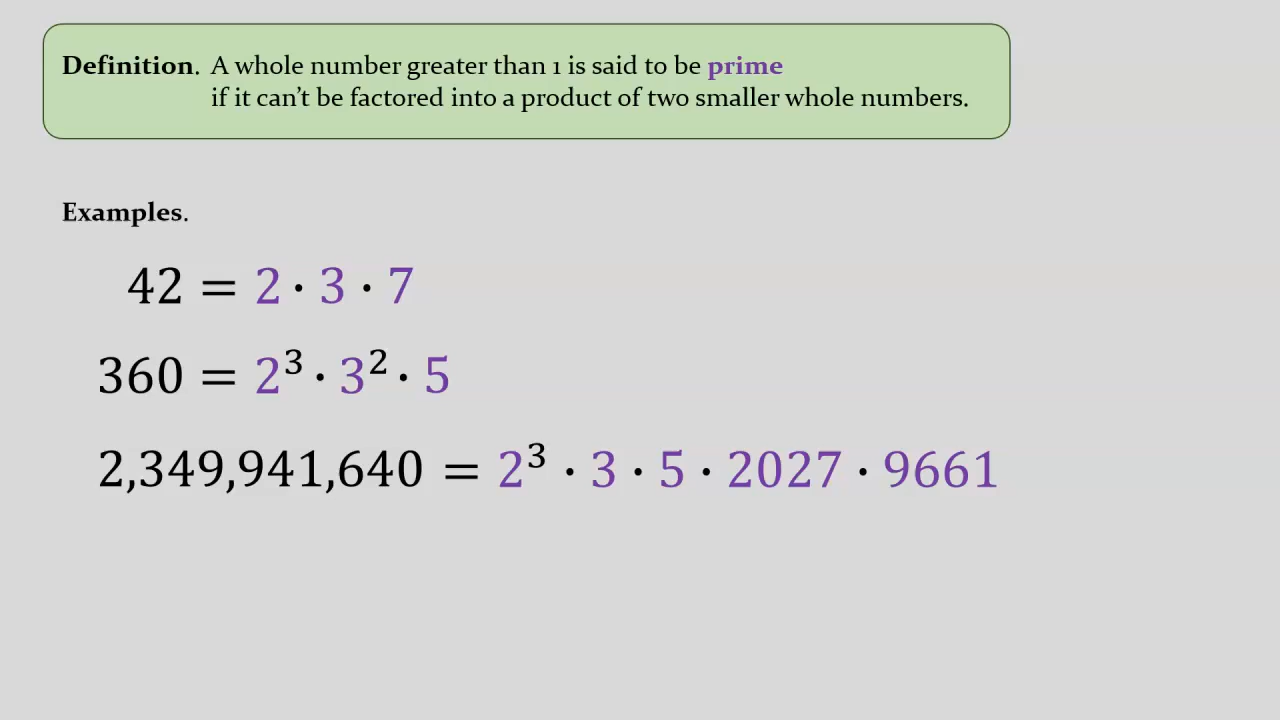 Definition. A whole number greater than 1 is said to be prime
if it can't be factored into a product of two smaller whole numbers.
Examples.
42 = 2 · 3 · 7
360 = 2³ · 3² · 5
2,349,941,640 = 2³ · 3 · 5 · 2027 · 9661